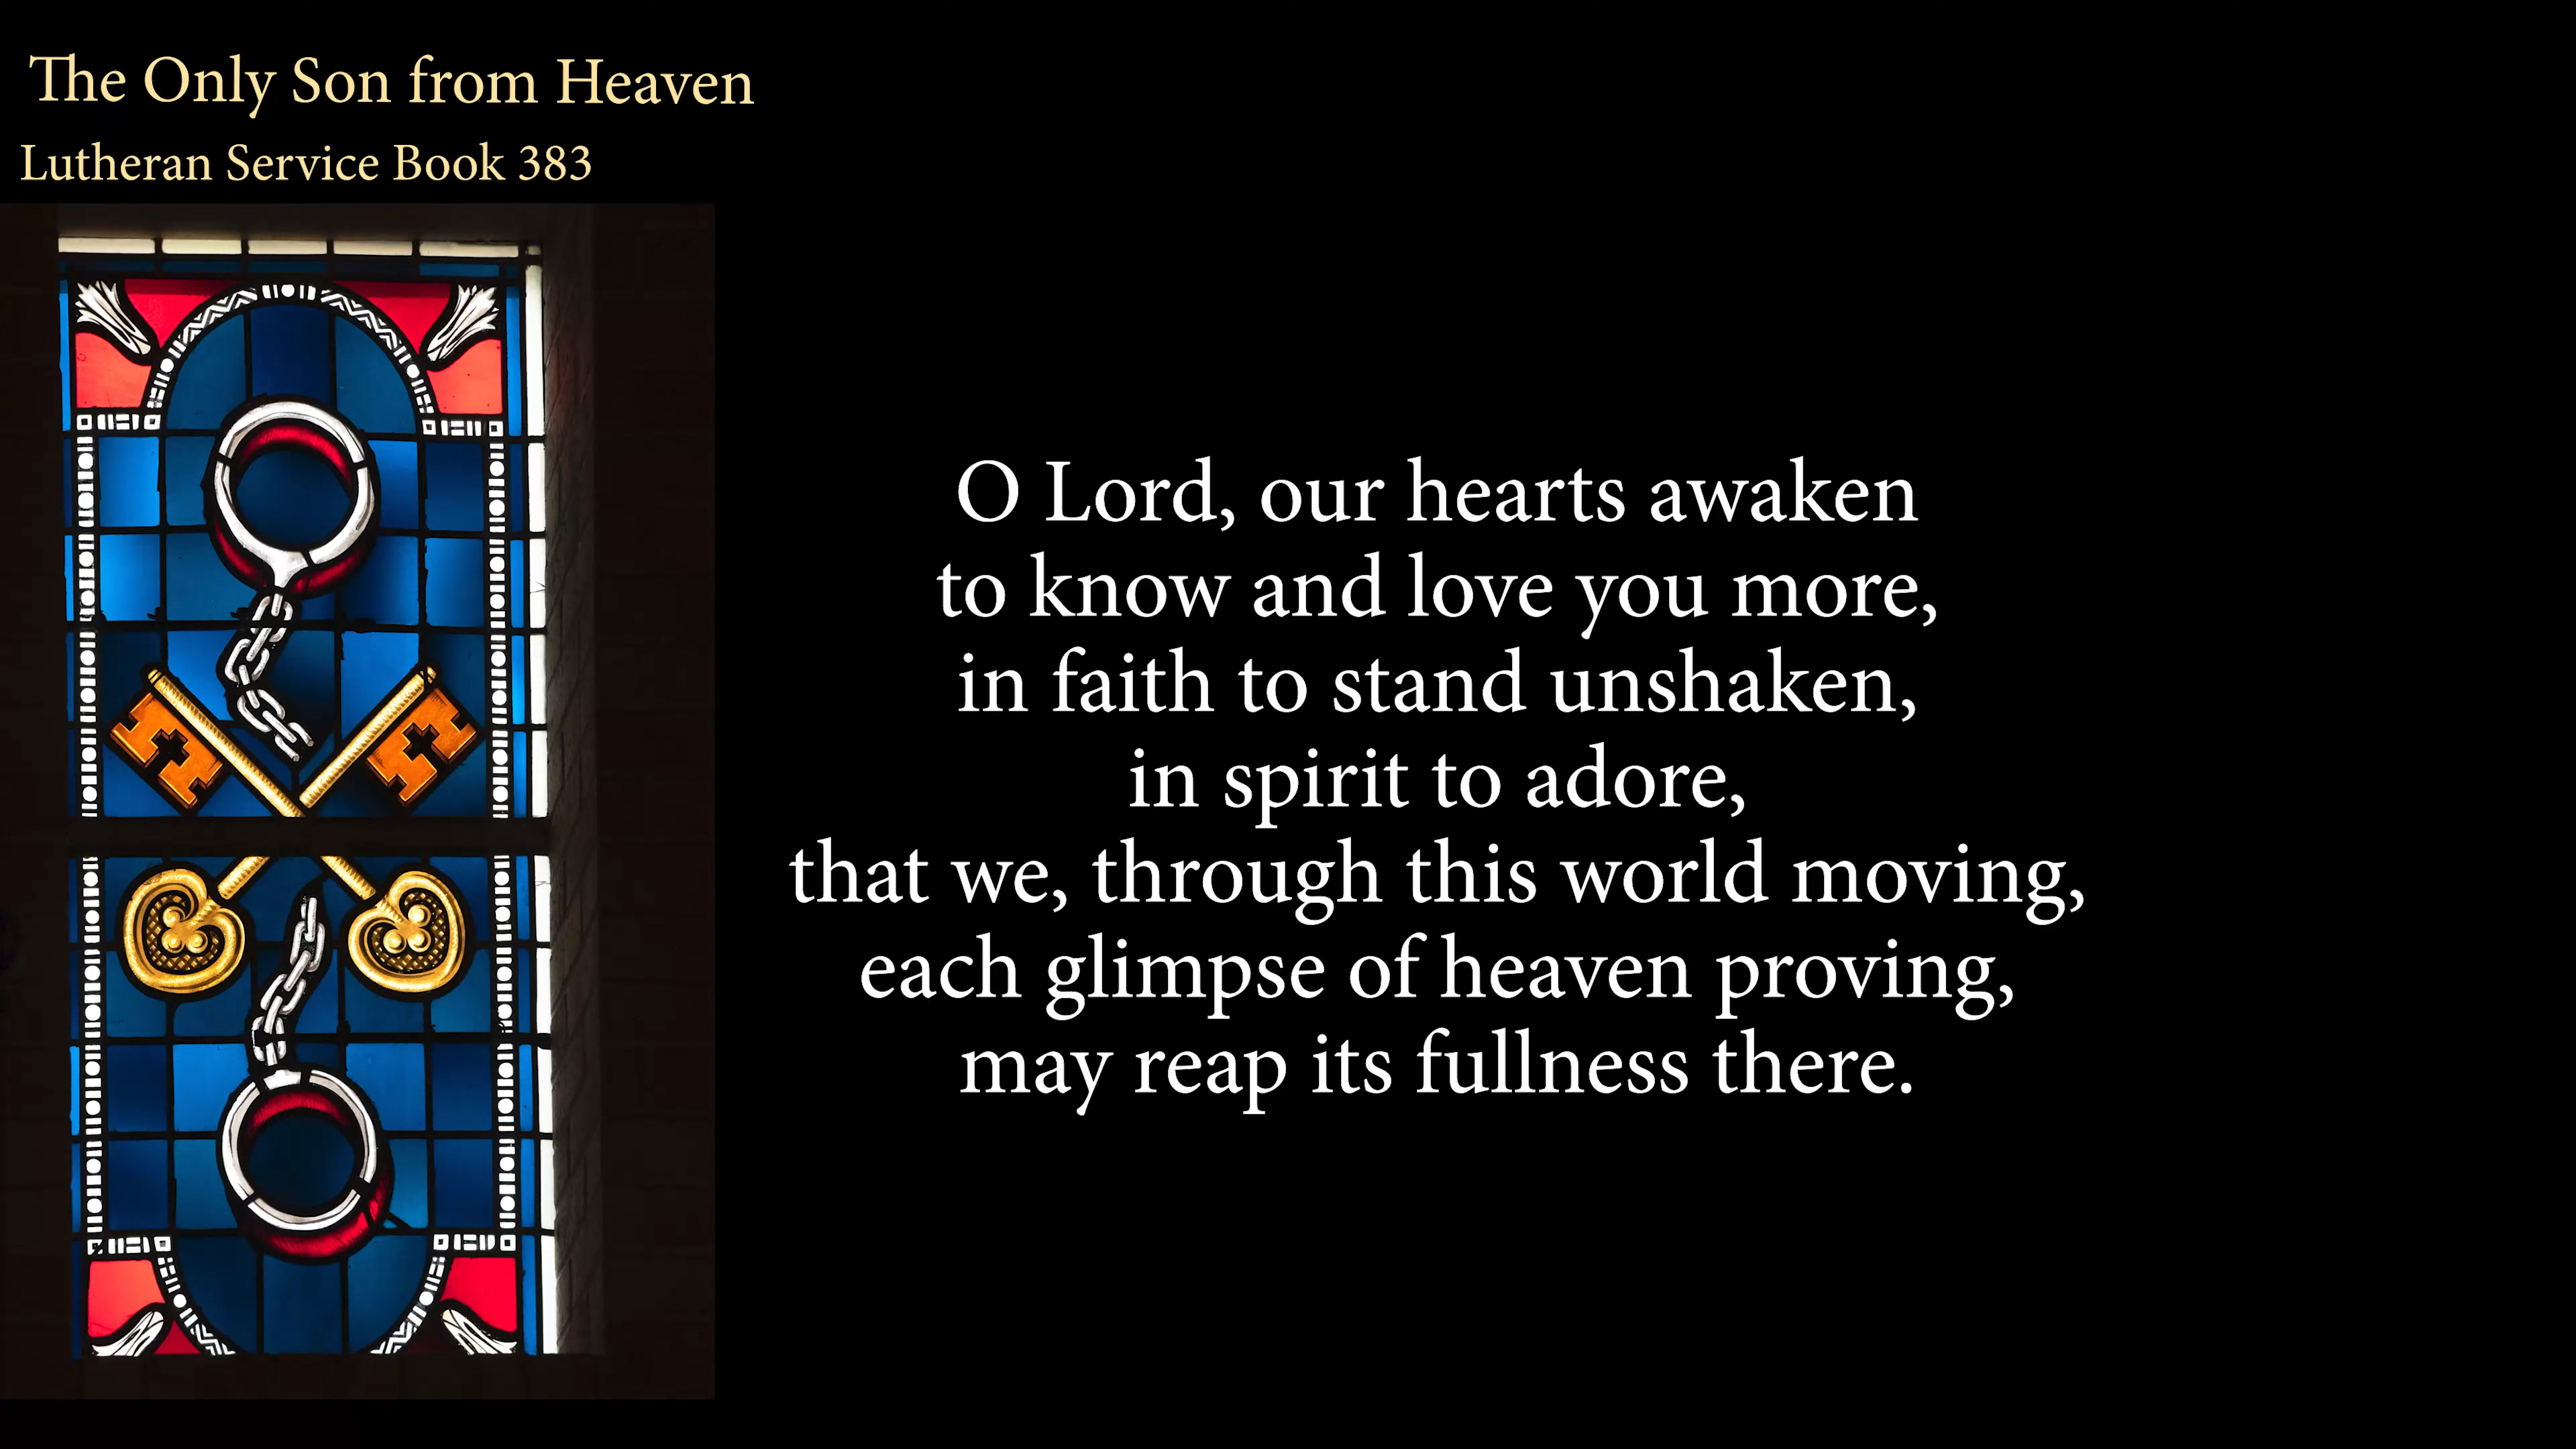 The Only Son from Heaven
Lutheran Service Book 383
O Lord, our hearts awaken
to know and love you more,
in faith to stand unshaken,
in spirit to adore,
that we, through this world moving,
each glimpse of heaven proving,
may reap its fullness there.